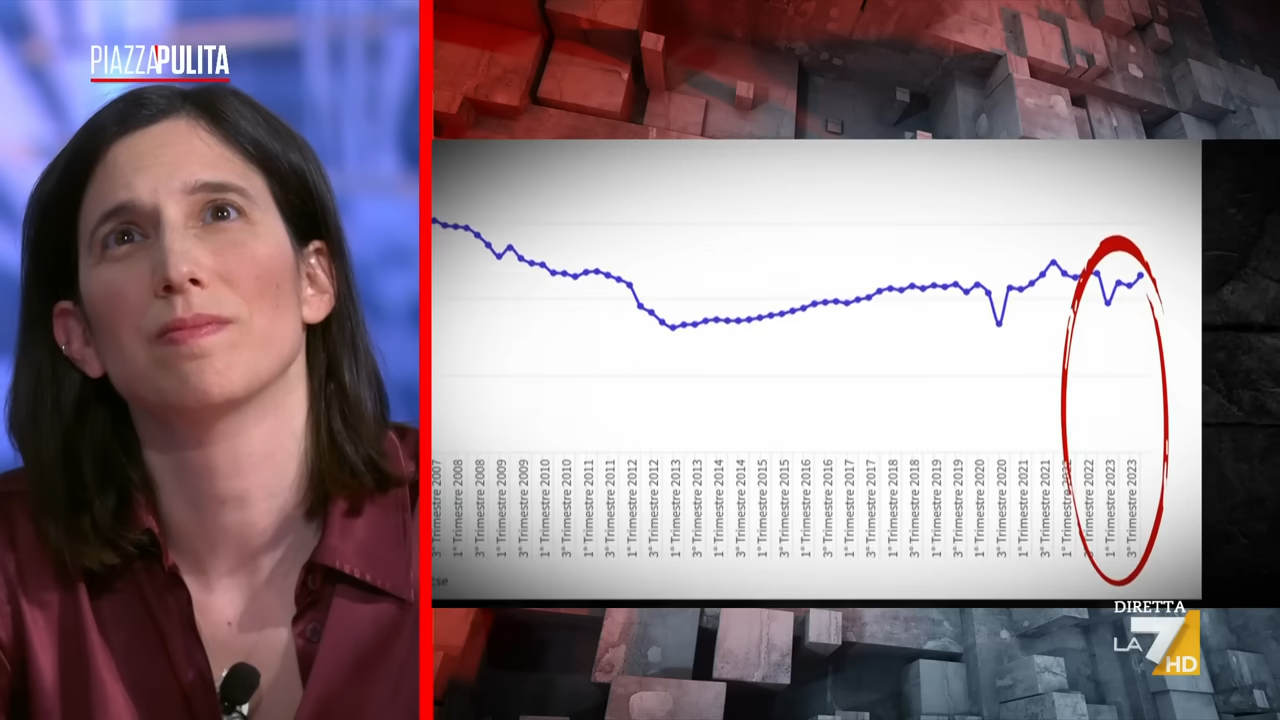 PIAZZAPULITA
3° Trimestre 2007
1° Trimestre 2008
3° Trimestre 2008
1° Trimestre 2009
3° Trimestre 2009
1° Trimestre 2010
3° Trimestre 2010
1° Trimestre 2011
3° Trimestre 2011
1° Trimestre 2012
3° Trimestre 2012
1° Trimestre 2013
3° Trimestre 2013
1° Trimestre 2014
3° Trimestre 2014
1° Trimestre 2015
3° Trimestre 2015
1° Trimestre 2016
3° Trimestre 2016
1° Trimestre 2017
3° Trimestre 2017
1° Trimestre 2018
3° Trimestre 2018
1° Trimestre 2019
3° Trimestre 2019
1° Trimestre 2020
3° Trimestre 2020
1° Trimestre 2021
3° Trimestre 2021
1° Trimestre 2022
3° Trimestre 2022
1° Trimestre 2023
3° Trimestre 2023
DIRETTA
LA
7
HD